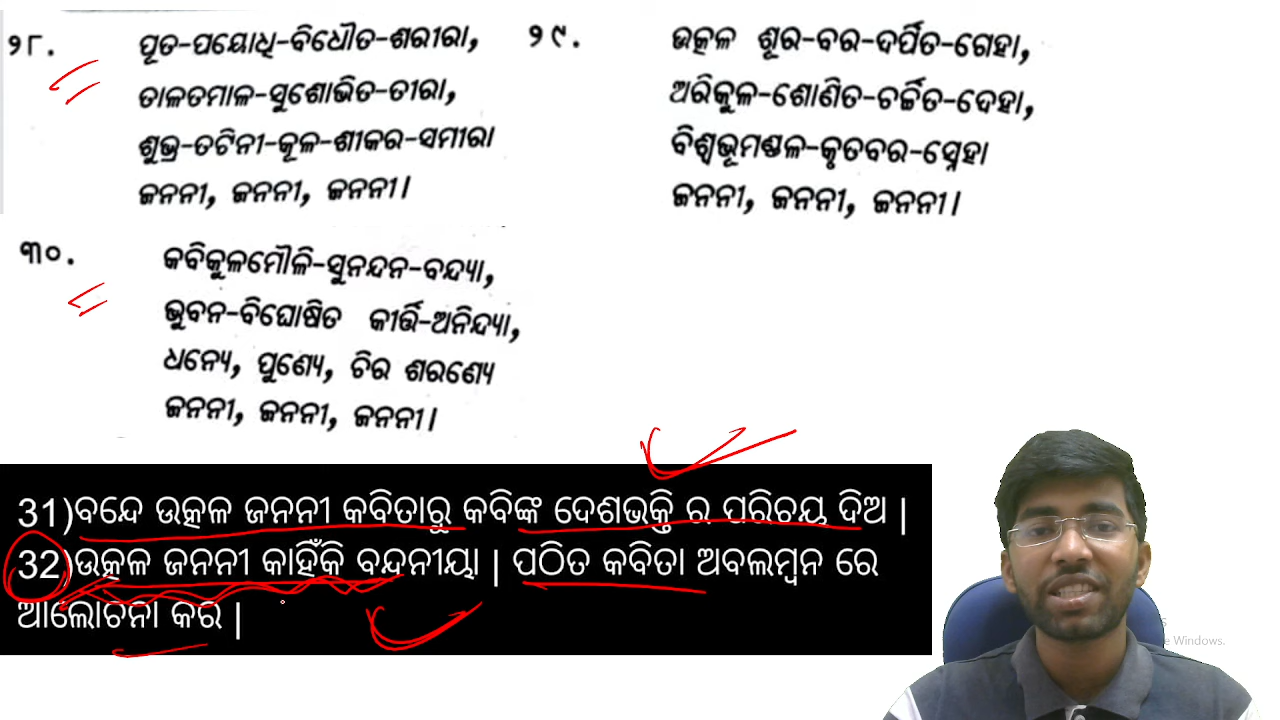 ୨୮.
ପୂତ-ପୟୋଧି-ବିଧୌତ-ଶରୀରା,
ତାଳତମାଳ-ସୁଶୋଭିତ-ତୀରା,
ଶୁଭ୍ର-ତଟିନୀ-କୂଳ-ଶୀକର-ସମୀରା
ଜନନୀ, ଜନନୀ, ଜନନୀ।
୨୯.
ଉତ୍କଳ ଶୂର-ବର-ଦର୍ପିତ-ଗେହା,
ଅରିକୁଳ-ଶୋଣିତ-ଚର୍ଚ୍ଚିତ-ଦେହା,
ବିଶ୍ୱଭୂମଣ୍ଡଳ-କୃତବର-ସ୍ନେହା
ଜନନୀ, ଜନନୀ, ଜନନୀ।
୩୦.
କବିକୁଳମୌଳି-ସୁନନ୍ଦନ-ବନ୍ଦ୍ୟା,
ଭୁବନ-ବିଘୋଷିତ କୀର୍ତ୍ତି-ଅନିନ୍ଦ୍ୟା,
ଧନ୍ୟେ, ପୁଣ୍ୟେ, ଚିର ଶରଣ୍ୟେ
ଜନନୀ, ଜନନୀ, ଜନନୀ।
31)ବନ୍ଦେ ଉତ୍କଳ ଜନନୀ କବିତାରୁ କବିଙ୍କ ଦେଶଭକ୍ତି ର ପରିଚୟ ଦିଅ |
32)ଉତ୍କଳ ଜନନୀ କାହିଁକି ବନ୍ଦନୀୟା | ପଠିତ କବିତା ଅବଲମ୍ବନ ରେ
ଆଲୋଚନା କର |
Windows.